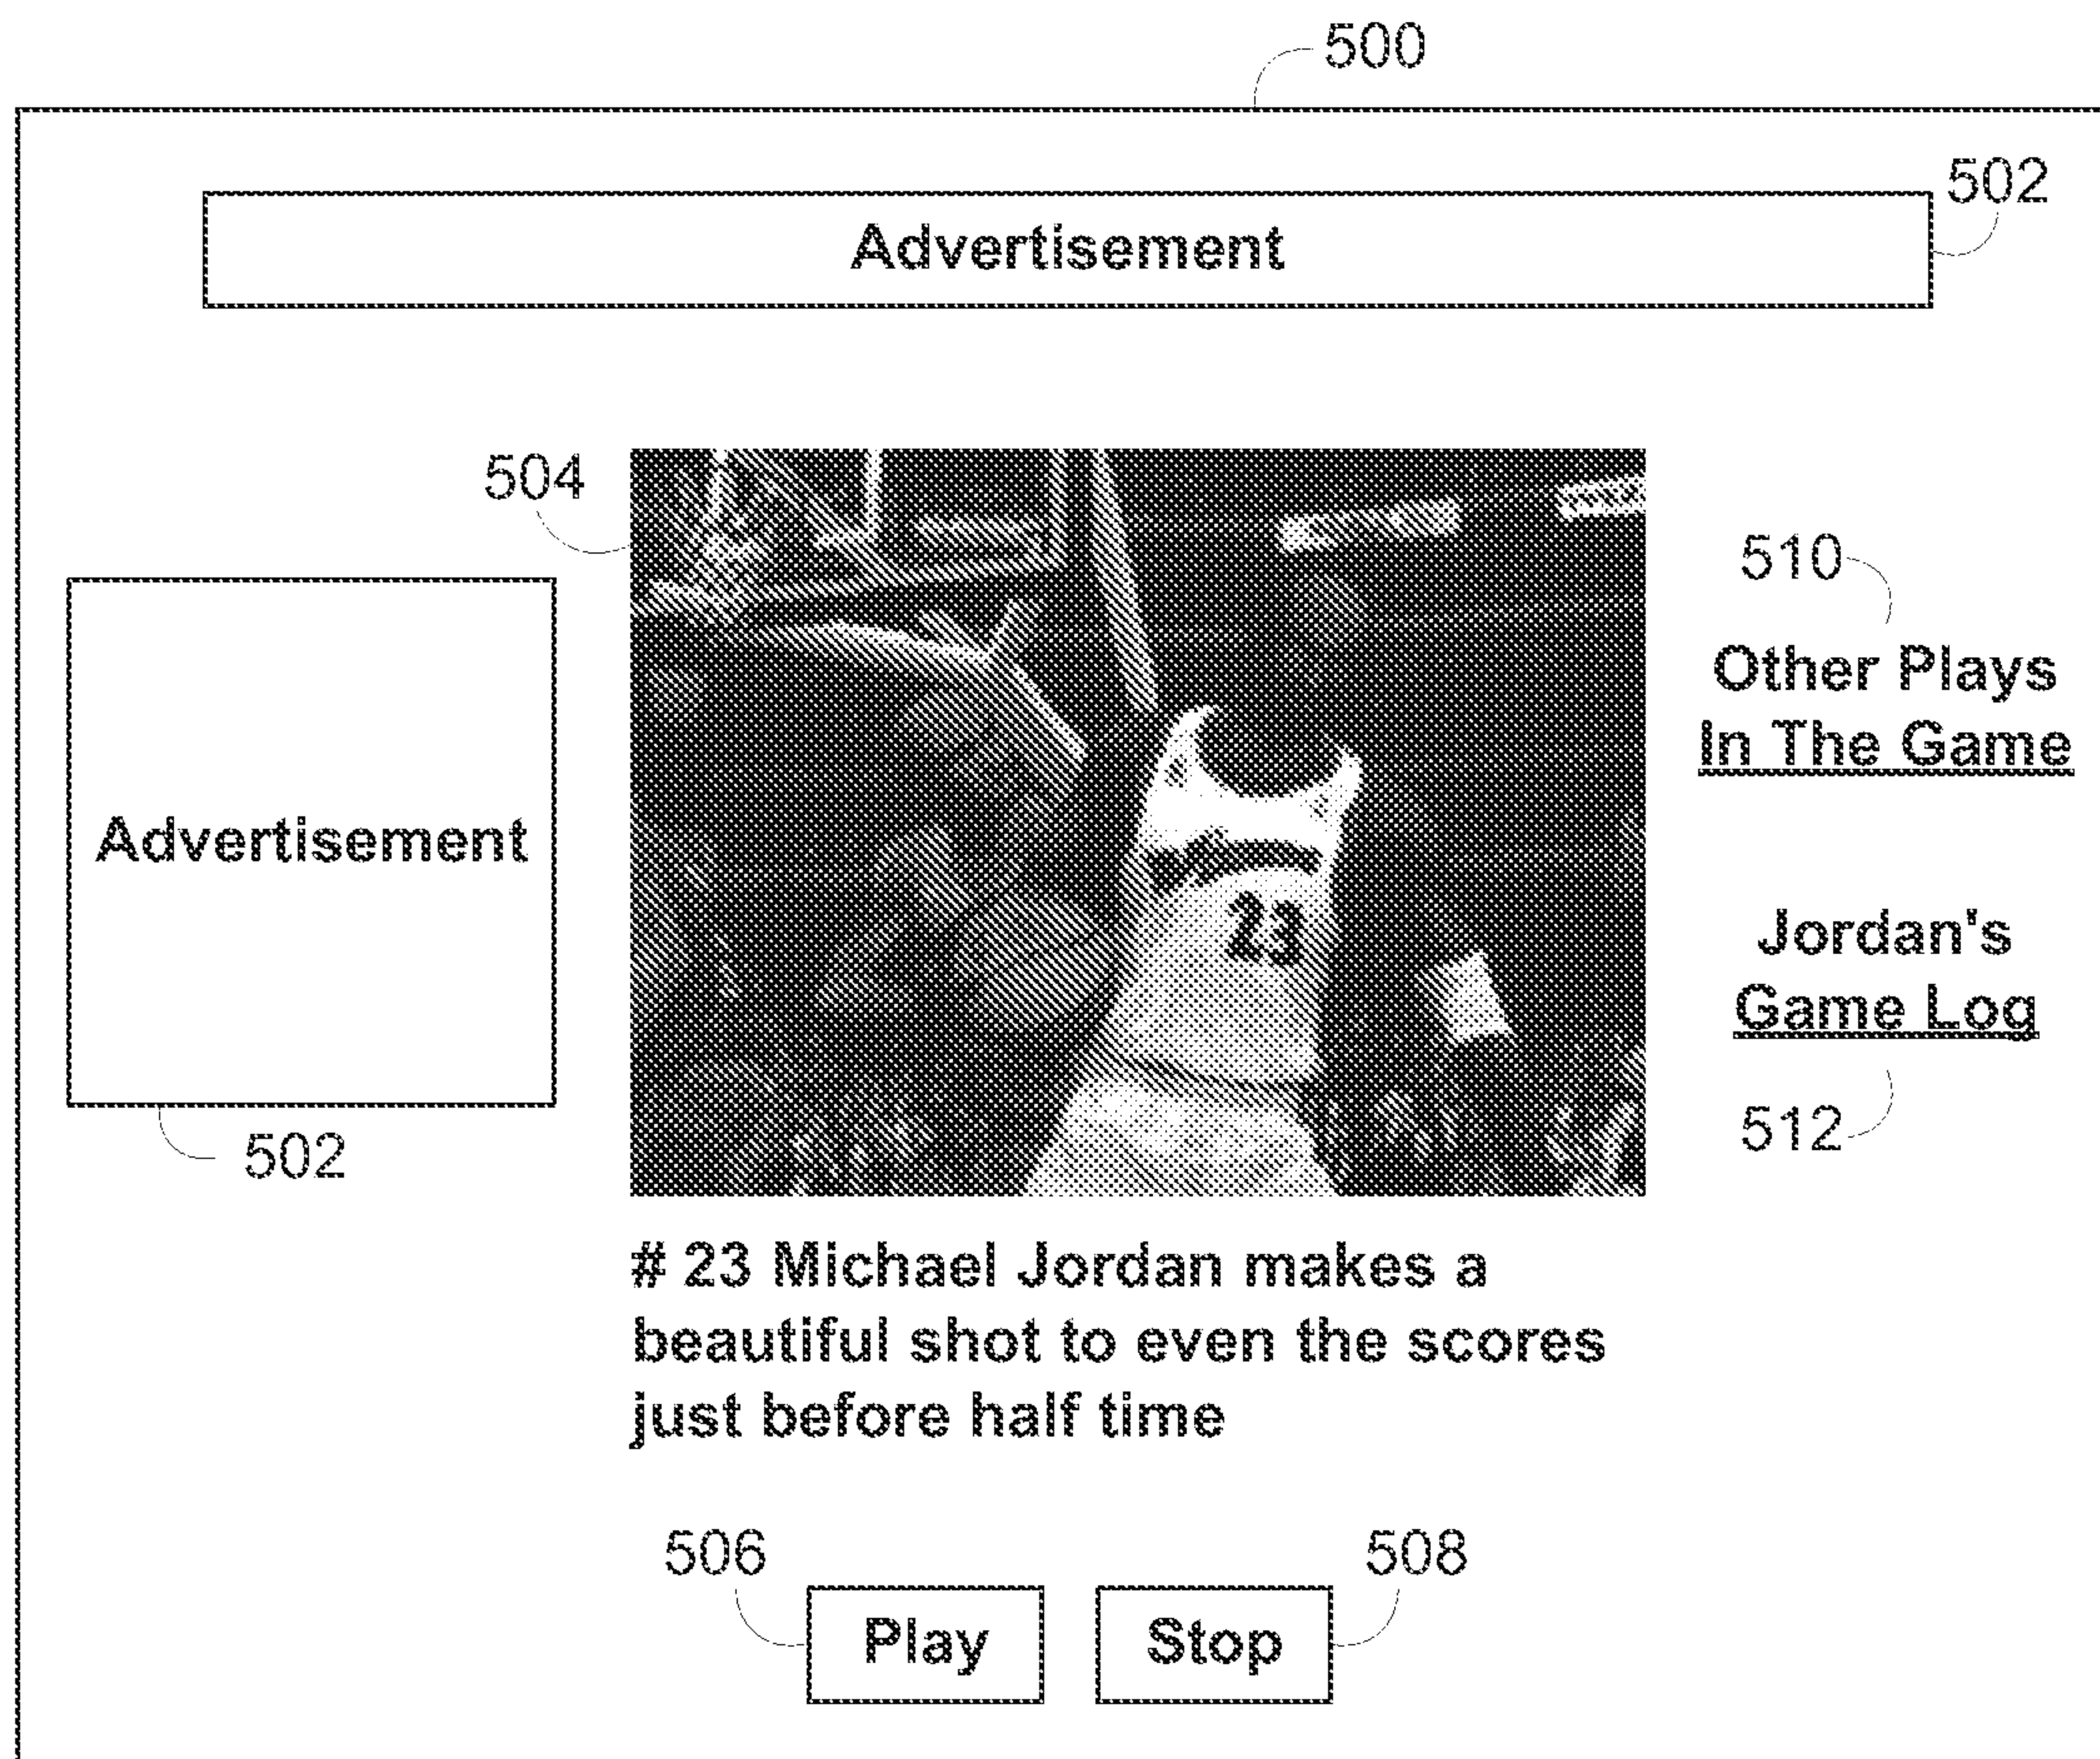 500
502
Advertisement
504
510
Other Plays
In The Game
Advertisement
23
Jordan's
Game Log
512
502
# 23 Michael Jordan makes a
beautiful shot to even the scores
just before half time
506
508
Play
Stop